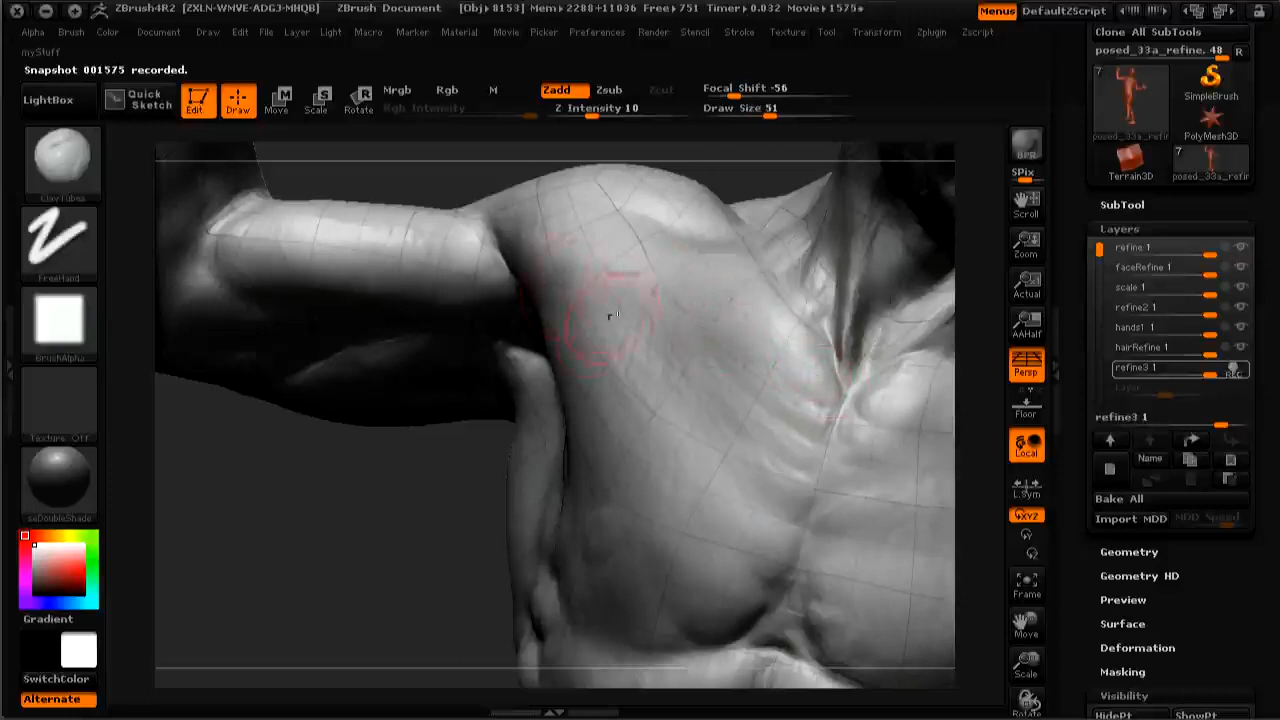 ZBrush4R2 [ZXLN-WMVE-ADGJ-MHQB] ZBrush Document [Obj▸8153] Mem▸2288+11036 Free▸751 Timer▸0.032 Movie▸1575* Menus DefaultZScript
Alpha Brush Color Document Draw Edit File Layer Light Macro Marker Material Movie Picker Preferences Render Stencil Stroke Texture Tool Transform Zplugin Zscript
myStuff
Snapshot 001575 recorded.
LightBox
Quick Sketch
Edit Draw Move Scale Rotate
Mrgb Rgb M
Rgb Intensity
Zadd Zsub Zcut
Z Intensity 10
Focal Shift -56
Draw Size 51
ClayTubes
FreeHand
BrushAlpha
Texture Off
Gradient
SwitchColor
Alternate
BPR
SPix
Scroll
Zoom
Actual
AAHalf
Persp
Floor
Local
L.Sym
XYZ
Frame
Move
Scale
Rotate
Clone All SubTools
posed_33a_refine. 48 R
7
SimpleBrush
posed_33a_refir
PolyMesh3D
Terrain3D
7
posed_33a_refir
SubTool
Layers
refine 1
faceRefine 1
scale 1
refine2 1
hands1 1
hairRefine 1
refine3 1 REC
Layer
refine3 1
Name
Bake All
Import MDD MDD Speed
Geometry
Geometry HD
Preview
Surface
Deformation
Masking
Visibility
HidePt ShowPt